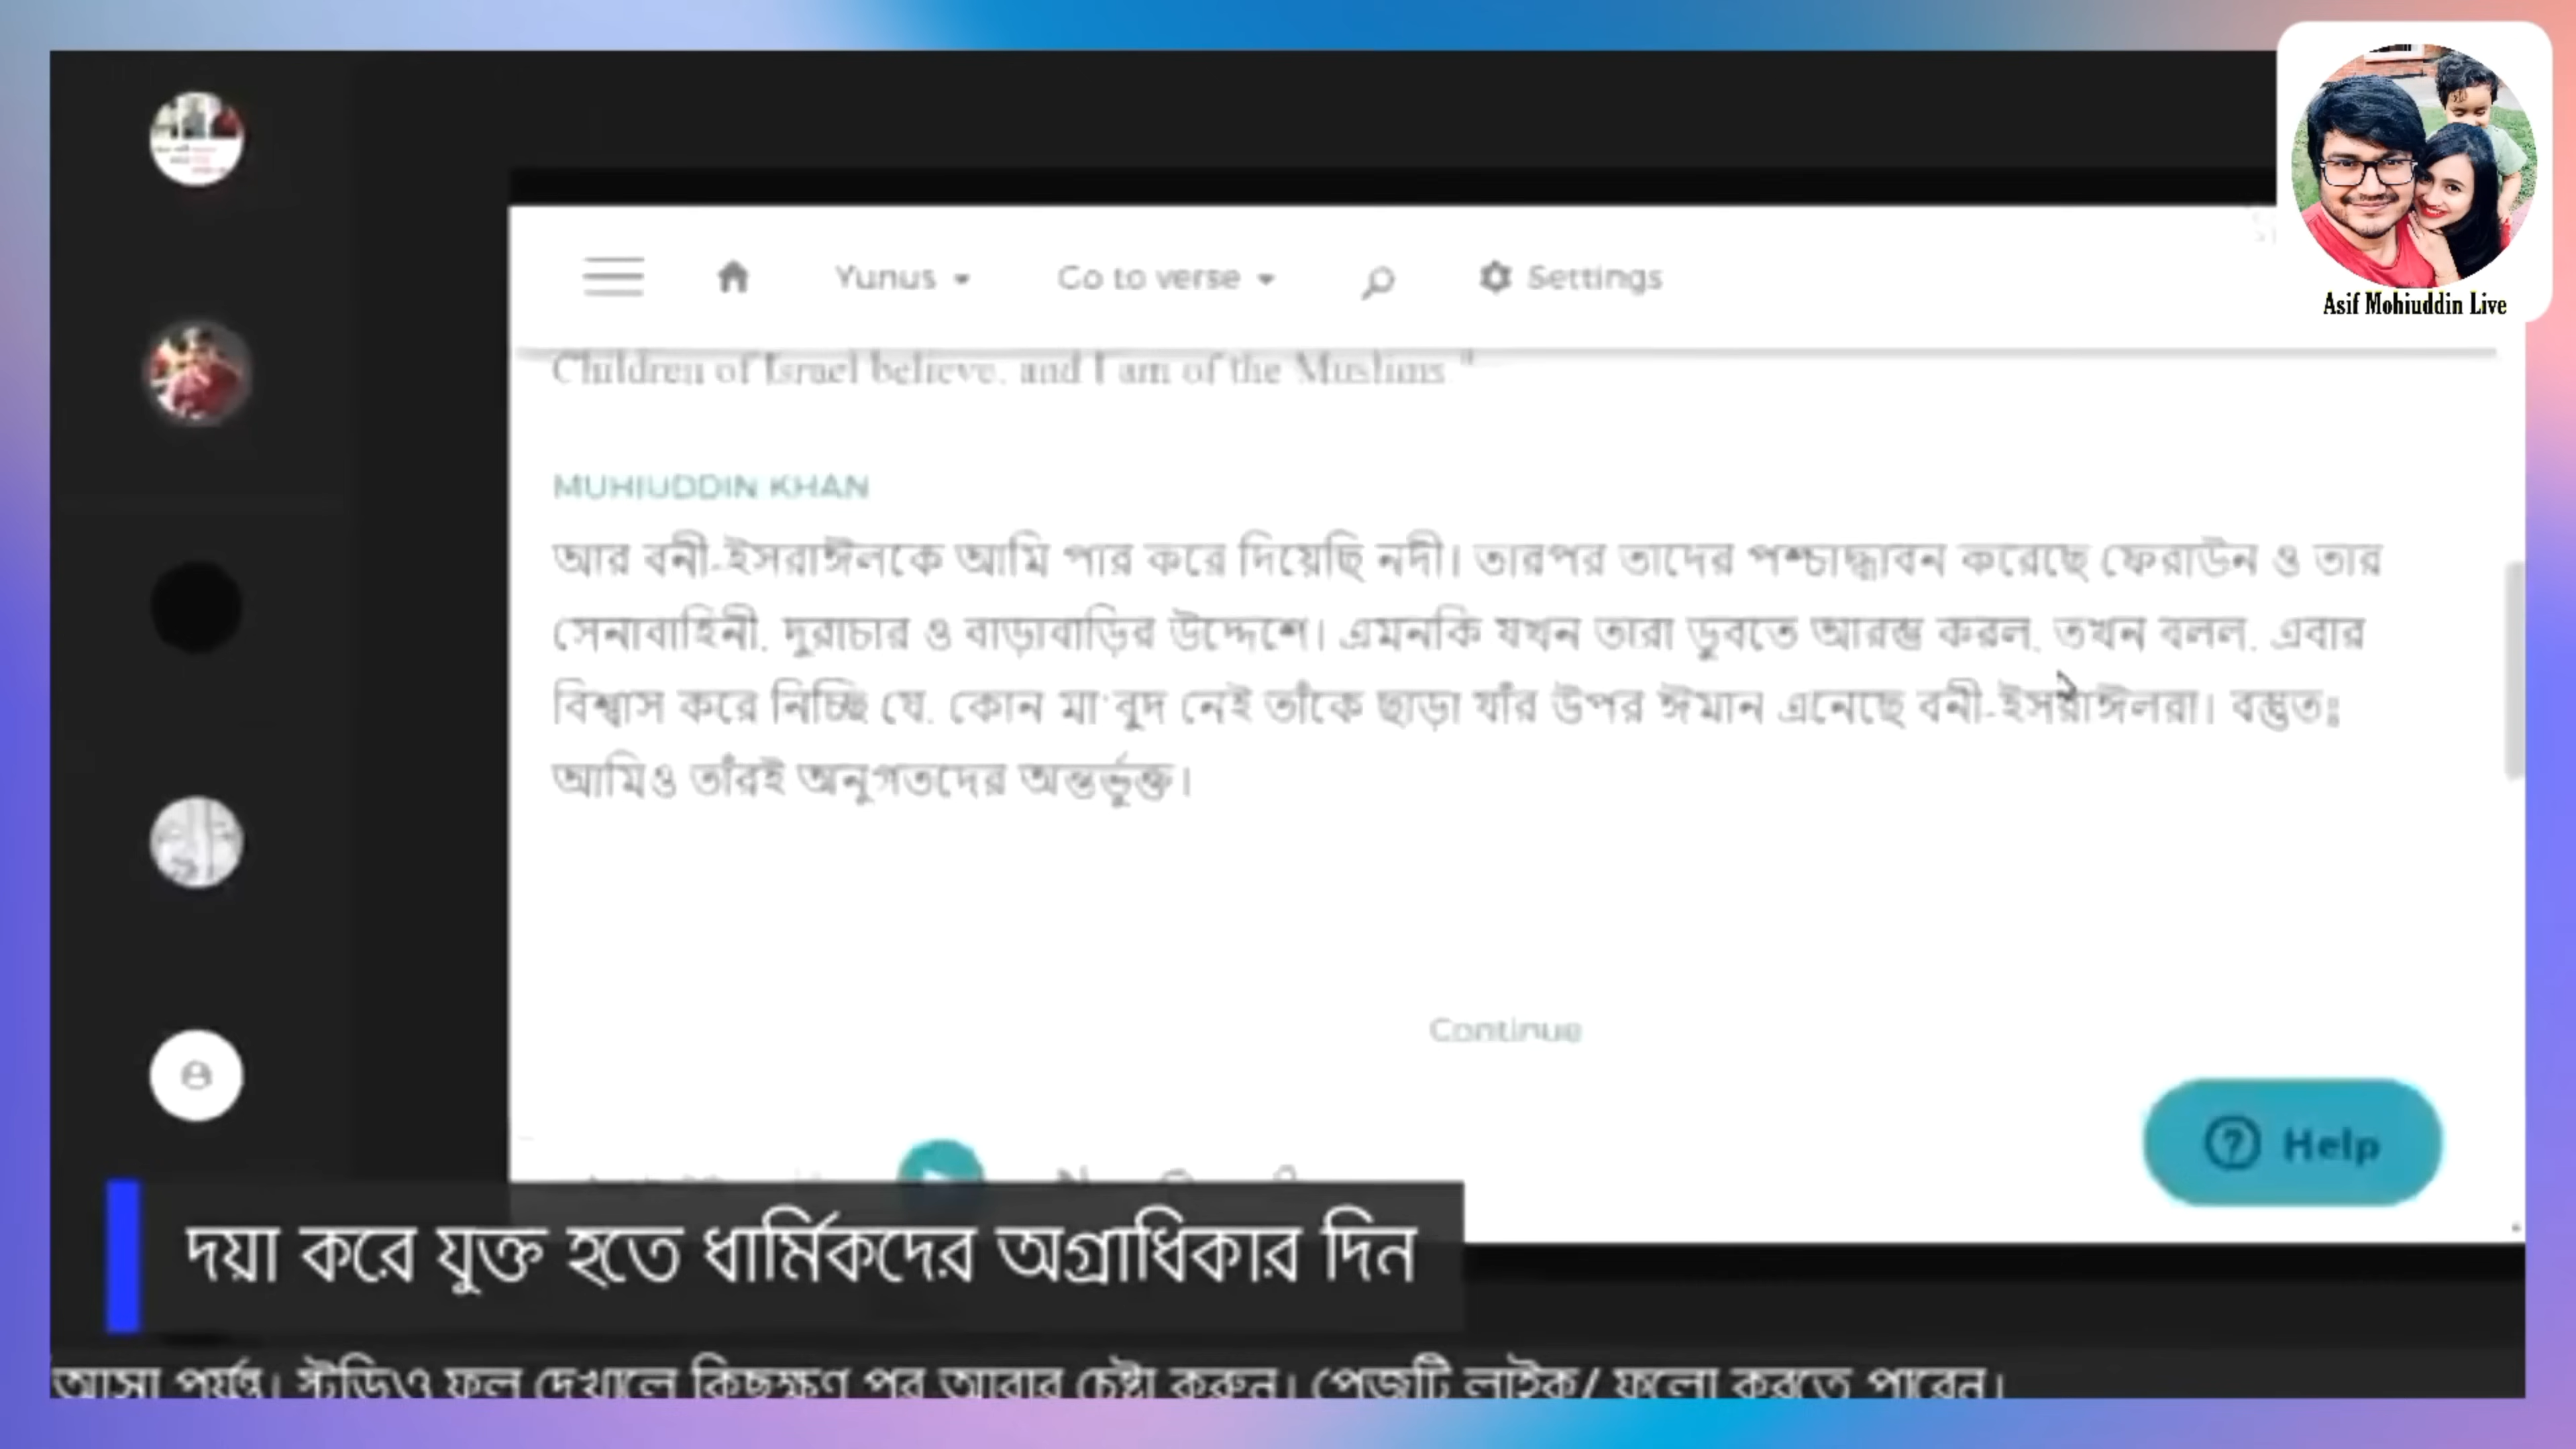 Yunus Go to verse Settings
Asif Mohiuddin Live
Children of Israel believe, and I am of the Muslims."
MUHIUDDIN KHAN
আর বনী-ইসরাঈলকে আমি পার করে দিয়েছি নদী। তারপর তাদের পশ্চাদ্ধাবন করেছে ফেরাউন ও তার
সেনাবাহিনী, দুরাচার ও বাড়াবাড়ির উদ্দেশে। এমনকি যখন তারা ডুবতে আরম্ভ করল, তখন বলল, এবার
বিশ্বাস করে নিচ্ছি যে, কোন মা'বুদ নেই তাঁকে ছাড়া যাঁর উপর ঈমান এনেছে বনী-ইসরাঈলরা। বস্তুতঃ
আমিও তাঁরই অনুগতদের অন্তর্ভুক্ত।
Continue
Help
দয়া করে যুক্ত হতে ধার্মিকদের অগ্রাধিকার দিন
আসা পর্যন্ত। স্টুডিও ফুল দেখালে কিছুক্ষণ পর আবার চেষ্টা করুন। পেজটি লাইক/ ফলো করতে পারেন।